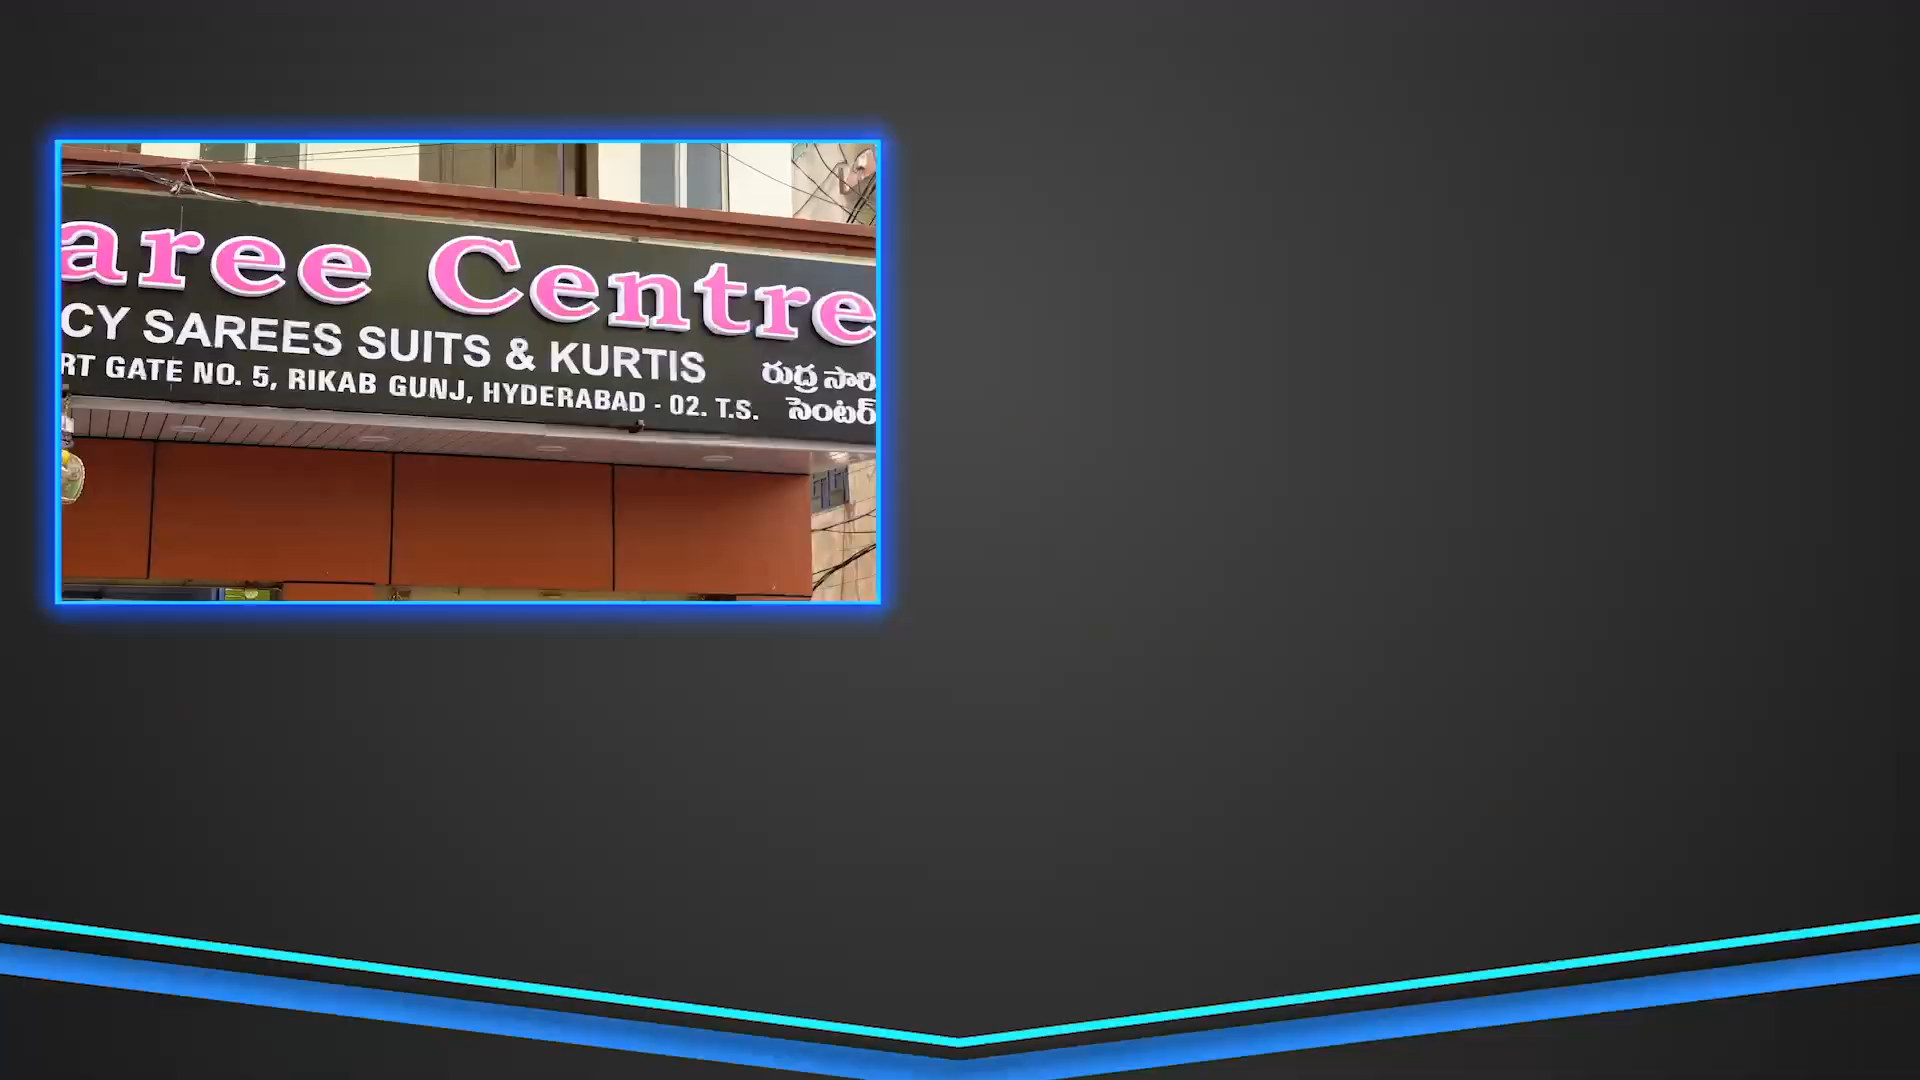 aree Centre
CY SAREES SUITS & KURTIS
RT GATE NO. 5, RIKAB GUNJ, HYDERABAD - 02. T.S.
రుద్ర సారి
సెంటర్